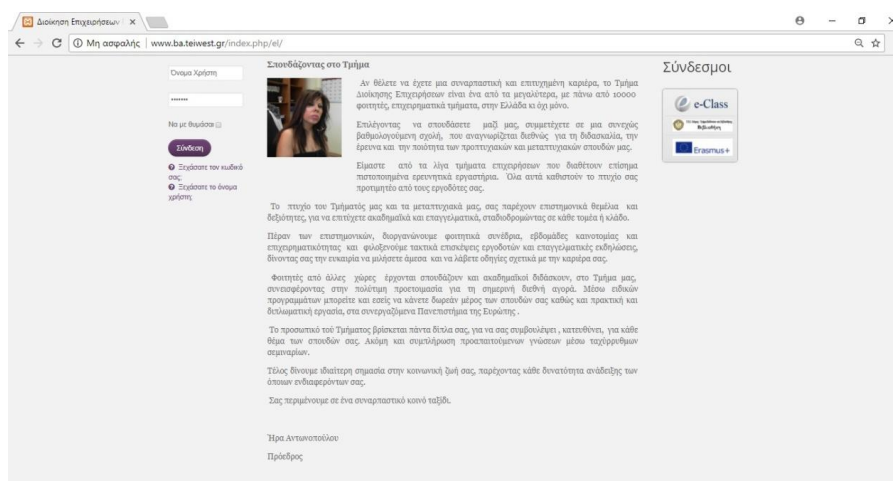 Διοίκηση Επιχειρήσεων
Μη ασφαλής | www.ba.teiwest.gr/index.php/el/
Όνομα Χρήστη
•••••••
Να με θυμάσαι
Σύνδεση
Ξεχάσατε τον κωδικό
σας;
Ξεχάσατε το όνομα
χρήστη;
Σπουδάζοντας στο Τμήμα
Αν θέλετε να έχετε μια συναρπαστική και επιτυχημένη καριέρα, το Τμήμα
Διοίκησης Επιχειρήσεων είναι ένα από τα μεγαλύτερα, με πάνω από 10000
φοιτητές, επιχειρηματικά τμήματα, στην Ελλάδα κι όχι μόνο.
Επιλέγοντας να σπουδάσετε μαζί μας, συμμετέχετε σε μια συνεχώς
βαθμολογούμενη σχολή, που αναγνωρίζεται διεθνώς για τη διδασκαλία, την
έρευνα και την ποιότητα των προπτυχιακών και μεταπτυχιακών σπουδών μας.
Είμαστε από τα λίγα τμήματα επιχειρήσεων που διαθέτουν επίσημα
πιστοποιημένα ερευνητικά εργαστήρια. Όλα αυτά καθιστούν το πτυχίο σας
προτιμητέο από τους εργοδότες σας.
Το πτυχίο του Τμήματός μας και τα μεταπτυχιακά μας, σας παρέχουν επιστημονικά θεμέλια και
δεξιότητες, για να επιτύχετε ακαδημαϊκά και επαγγελματικά, σταδιοδρομώντας σε κάθε τομέα ή κλάδο.
Πέραν των επιστημονικών, διοργανώνουμε φοιτητικά συνέδρια, εβδομάδες καινοτομίας και
επιχειρηματικότητας και φιλοξενούμε τακτικά επισκέψεις εργοδοτών και επαγγελματικές εκδηλώσεις,
δίνοντας σας την ευκαιρία να μιλήσετε άμεσα και να λάβετε οδηγίες σχετικά με την καριέρα σας.
Φοιτητές από άλλες χώρες έρχονται σπουδάζουν και ακαδημαϊκοί διδάσκουν, στο Τμήμα μας,
συνεισφέροντας στην πολύτιμη προετοιμασία για τη σημερινή διεθνή αγορά. Μέσω ειδικών
προγραμμάτων μπορείτε και εσείς να κάνετε δωρεάν μέρος των σπουδών σας καθώς και πρακτική και
διπλωματική εργασία, στα συνεργαζόμενα Πανεπιστήμια της Ευρώπης .
Το προσωπικό τού Τμήματος βρίσκεται πάντα δίπλα σας, για να σας συμβουλέψει , κατευθύνει, για κάθε
θέμα των σπουδών σας. Ακόμη και συμπλήρωση προαπαιτούμενων γνώσεων μέσω ταχύρρυθμων
σεμιναρίων.
Τέλος δίνουμε ιδιαίτερη σημασία στην κοινωνική ζωή σας, παρέχοντας κάθε δυνατότητα ανάδειξης των
όποιων ενδιαφερόντων σας.
Σας περιμένουμε σε ένα συναρπαστικό κοινό ταξίδι.
Ήρα Αντωνοπούλου
Πρόεδρος
Σύνδεσμοι
e-Class
Βιβλιοθήκη
Erasmus+